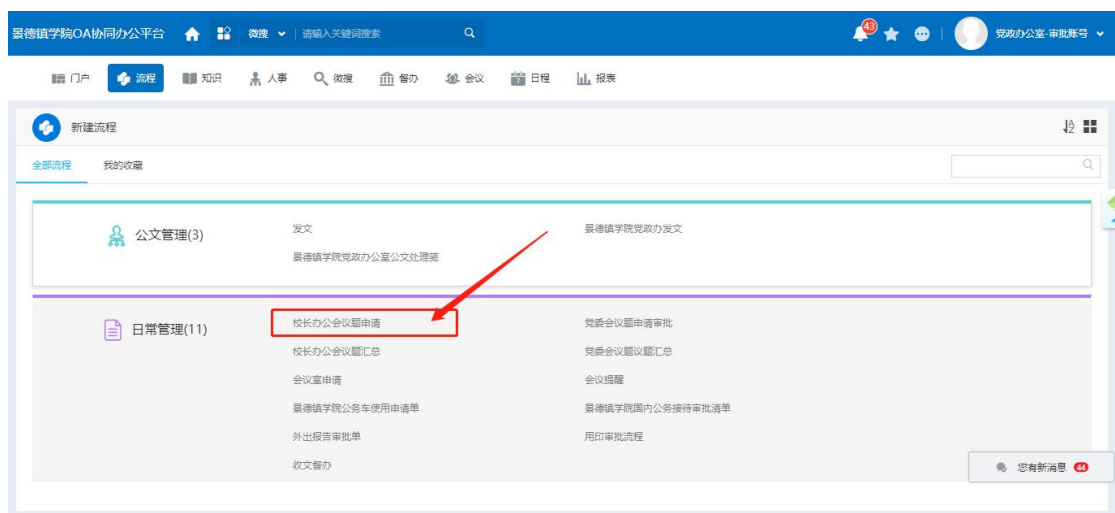 景德镇学院OA协同办公平台 微搜 请输入关键词搜索 43 党政办公室-审批账号
门户 流程 知识 人事 微搜 督办 会议 日程 报表
新建流程
全部流程 我的收藏
公文管理(3)
发文 景德镇学院党政办发文
景德镇学院党政办公室公文处理笺
日常管理(11)
校长办公会议题申请 党委会议题申请审批
校长办公会议题汇总 党委会议题议题汇总
会议室申请 会议提醒
景德镇学院公务车使用申请单 景德镇学院国内公务接待审批清单
外出报告审批单 用印审批流程
收文督办
您有新消息 44